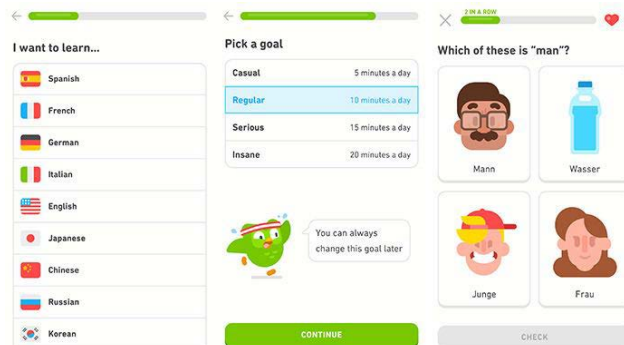 I want to learn...
Spanish
French
German
Italian
English
Japanese
Chinese
Russian
Korean
Pick a goal
Casual 5 minutes a day
Regular 10 minutes a day
Serious 15 minutes a day
Insane 20 minutes a day
You can always
change this goal later
CONTINUE
2 IN A ROW
Which of these is “man”?
Mann Wasser
Junge Frau
CHECK